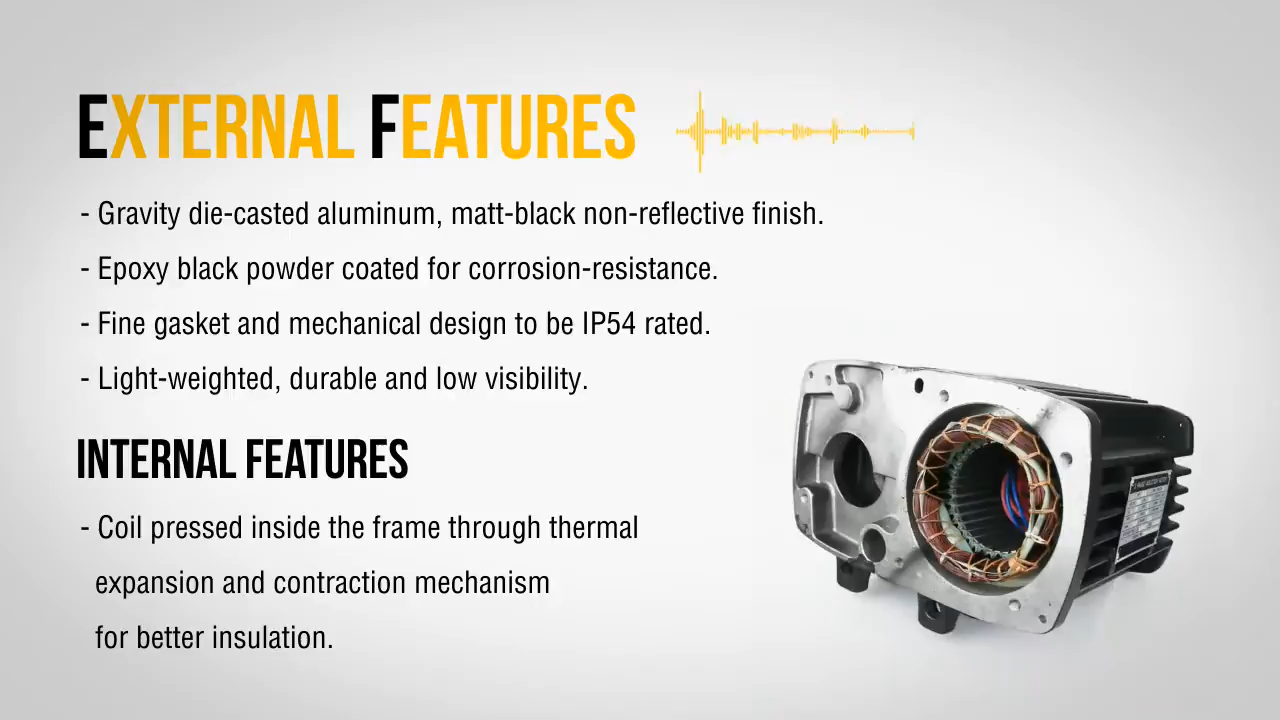 EXTERNAL FEATURES
- Gravity die-casted aluminum, matt-black non-reflective finish.
- Epoxy black powder coated for corrosion-resistance.
- Fine gasket and mechanical design to be IP54 rated.
- Light-weighted, durable and low visibility.
INTERNAL FEATURES
- Coil pressed inside the frame through thermal
expansion and contraction mechanism
for better insulation.